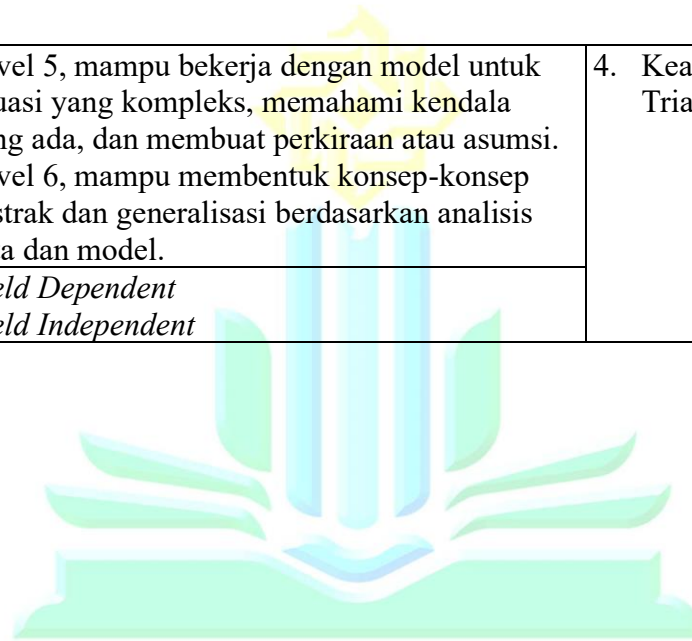 vel 5, mampu bekerja dengan model untuk
uasi yang kompleks, memahami kendala
ng ada, dan membuat perkiraan atau asumsi.
vel 6, mampu membentuk konsep-konsep
strak dan generalisasi berdasarkan analisis
a dan model.
eld Dependent
eld Independent
4. Kea
Tria